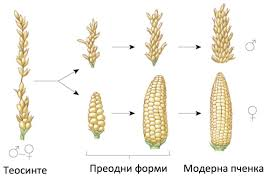 Теосинте
Преодни форми
Модерна пченка